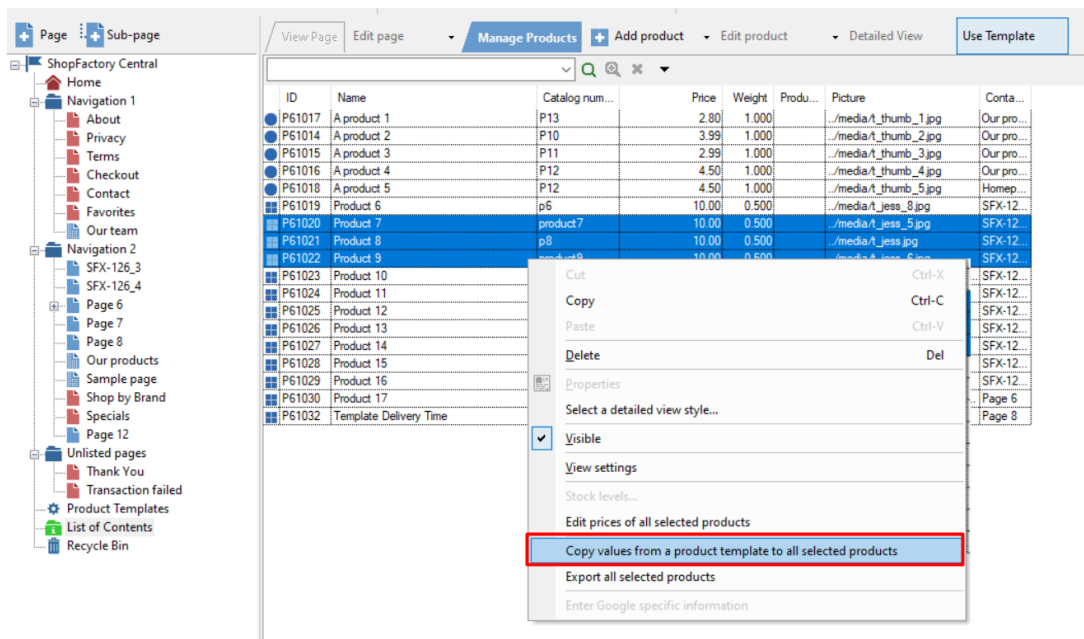 Page Sub-page
View Page Edit page Manage Products Add product Edit product Detailed View Use Template
ShopFactory Central
Home
Navigation 1
About
Privacy
Terms
Checkout
Contact
Favorites
Our team
Navigation 2
SFX-126_3
SFX-126_4
Page 6
Page 7
Page 8
Our products
Sample page
Shop by Brand
Specials
Page 12
Unlisted pages
Thank You
Transaction failed
Product Templates
List of Contents
Recycle Bin
ID Name Catalog num... Price Weight Produ... Picture Conta...
P61017 A product 1 P13 2.80 1.000 ../media/t_thumb_1.jpg Our pro...
P61014 A product 2 P10 3.99 1.000 ../media/t_thumb_2.jpg Our pro...
P61015 A product 3 P11 2.99 1.000 ../media/t_thumb_3.jpg Our pro...
P61016 A product 4 P12 4.50 1.000 ../media/t_thumb_4.jpg Our pro...
P61018 A product 5 P12 4.50 1.000 ../media/t_thumb_5.jpg Homep...
P61019 Product 6 p6 10.00 0.500 ../media/t_jess_8.jpg SFX-12...
P61020 Product 7 product7 10.00 0.500 ../media/t_jess_5.jpg SFX-12...
P61021 Product 8 p8 10.00 0.500 ../media/t_jess.jpg SFX-12...
P61022 Product 9 product9 10.00 0.500 ../media/t_jess_6.jpg SFX-12...
P61023 Product 10 SFX-12...
P61024 Product 11 SFX-12...
P61025 Product 12 SFX-12...
P61026 Product 13 SFX-12...
P61027 Product 14 SFX-12...
P61028 Product 15 SFX-12...
P61029 Product 16 SFX-12...
P61030 Product 17 Page 6
P61032 Template Delivery Time Page 8
Cut Ctrl-X
Copy Ctrl-C
Paste Ctrl-V
Delete Del
Properties
Select a detailed view style...
Visible
View settings
Stock levels...
Edit prices of all selected products
Copy values from a product template to all selected products
Export all selected products
Enter Google specific information